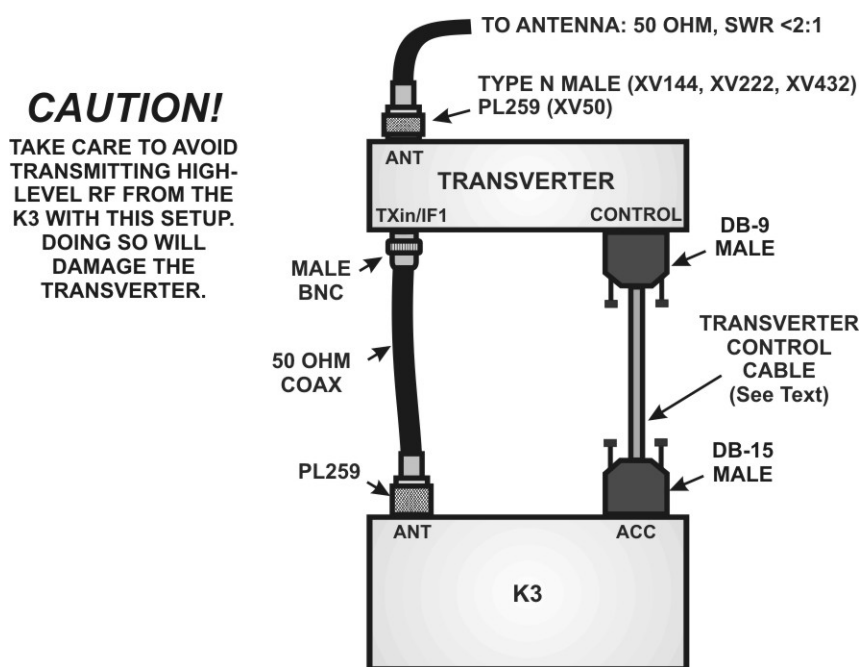 TO ANTENNA: 50 OHM, SWR <2:1
TYPE N MALE (XV144, XV222, XV432)
PL259 (XV50)
CAUTION!
TAKE CARE TO AVOID
TRANSMITTING HIGH-
LEVEL RF FROM THE
K3 WITH THIS SETUP.
DOING SO WILL
DAMAGE THE
TRANSVERTER.
ANT
TRANSVERTER
TXin/IF1
CONTROL
MALE
BNC
DB-9
MALE
50 OHM
COAX
TRANSVERTER
CONTROL
CABLE
(See Text)
PL259
DB-15
MALE
ANT
ACC
K3